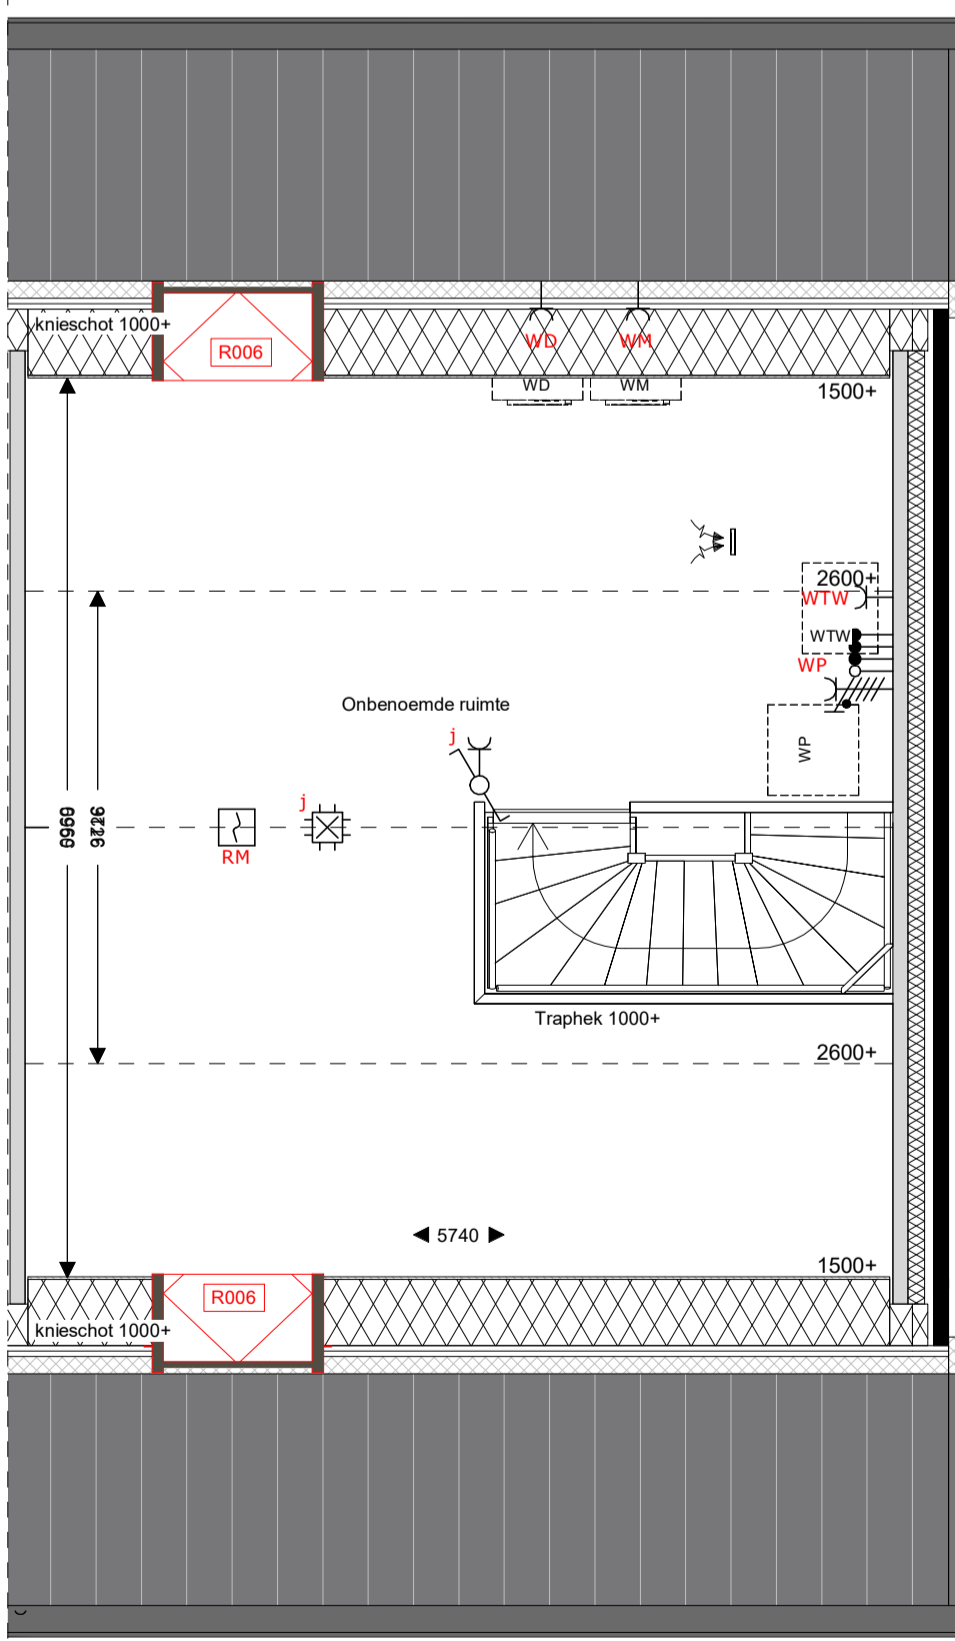 knieschot 1000+
R006
WD
WM
WD
WM
1500+
2600+
WTW
WTW
WP
Onbenoemde ruimte
j
WP
j
RM
Traphek 1000+
2600+
5740
1500+
R006
knieschot 1000+